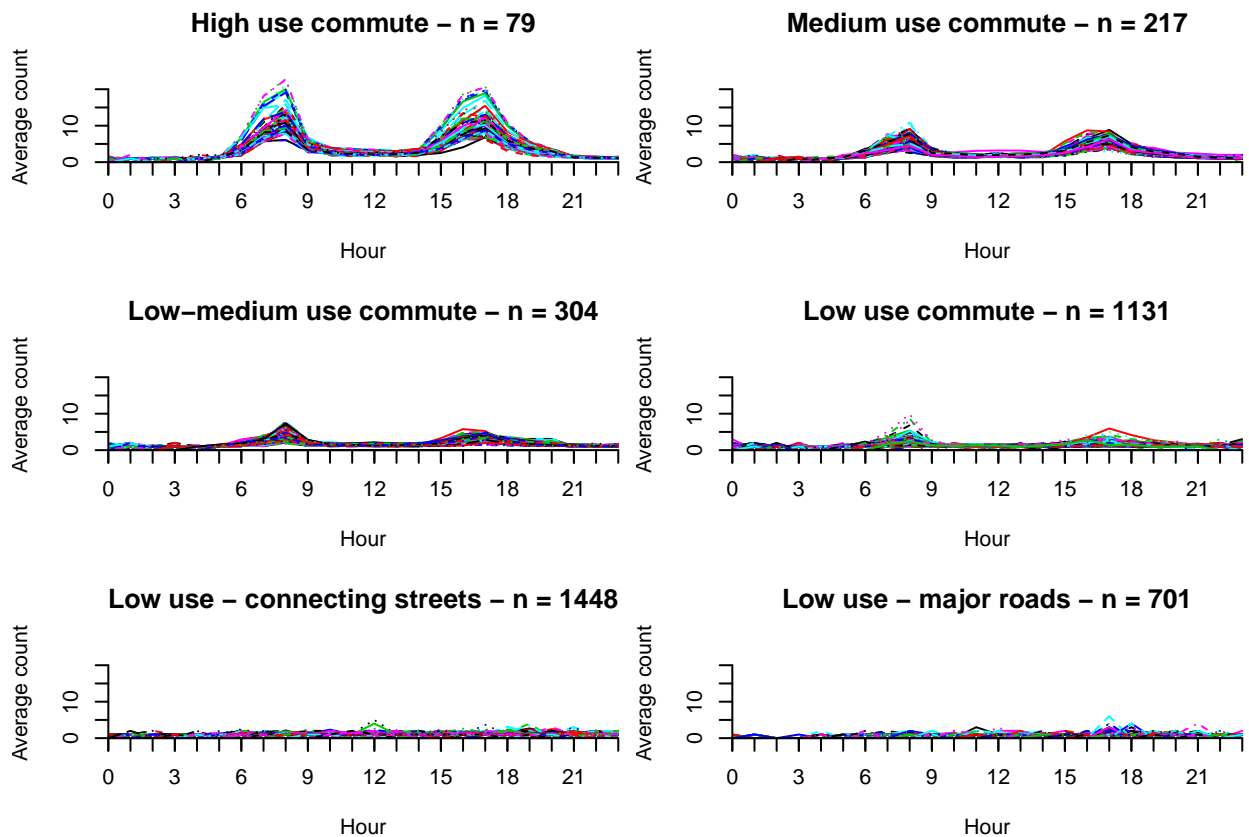 High use commute – n = 79
Average count
0 10
0 3 6 9 12 15 18 21
Hour
Medium use commute – n = 217
Average count
0 10
0 3 6 9 12 15 18 21
Hour
Low–medium use commute – n = 304
Average count
0 10
0 3 6 9 12 15 18 21
Hour
Low use commute – n = 1131
Average count
0 10
0 3 6 9 12 15 18 21
Hour
Low use – connecting streets – n = 1448
Average count
0 10
0 3 6 9 12 15 18 21
Hour
Low use – major roads – n = 701
Average count
0 10
0 3 6 9 12 15 18 21
Hour